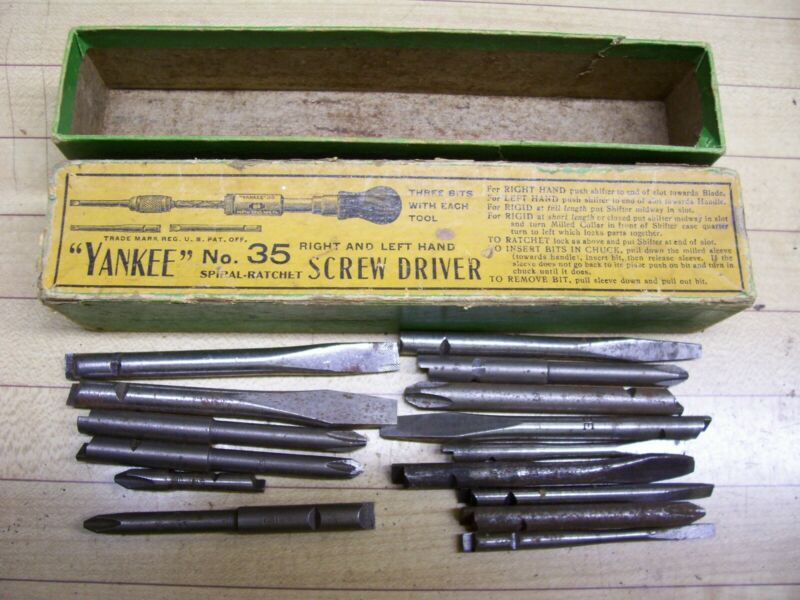 "YANKEE"
THREE BITS
WITH EACH
TOOL
TRADE MARK REG. U.S. PAT. OFF.
"YANKEE" No. 35 RIGHT AND LEFT HAND
SPIRAL-RATCHET SCREW DRIVER
For RIGHT HAND push shifter to end of slot towards Blade.
For LEFT HAND push shifter to end of slot towards Handle.
For RIGID at full length put Shifter midway in slot.
For RIGID at short length or closed put shifter midway in slot
and turn Milled Collar in front of Shifter case quarter
turn to left which locks parts together.
TO RATCHET lock as above and put Shifter at end of slot.
TO INSERT BITS IN CHUCK, pull down the milled sleeve
(towards handle), insert bit, then release sleeve. If the
sleeve does not go back to its place push on bit and turn in
chuck until it does.
TO REMOVE BIT, pull sleeve down and pull out bit.